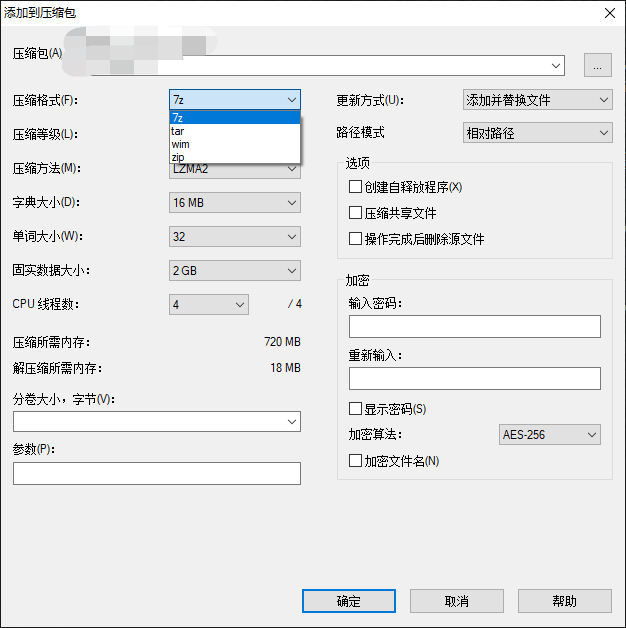 添加到压缩包
压缩包(A)
...
压缩格式(F):
7z
更新方式(U):
添加并替换文件
7z
tar
wim
zip
压缩等级(L):
路径模式
相对路径
压缩方法(M):
LZMA2
选项
创建自释放程序(X)
字典大小(D):
16 MB
压缩共享文件
单词大小(W):
32
操作完成后删除源文件
固实数据大小:
2 GB
加密
CPU 线程数:
4
/ 4
输入密码:
压缩所需内存:
720 MB
重新输入:
解压缩所需内存:
18 MB
分卷大小，字节(V):
显示密码(S)
加密算法:
AES-256
参数(P):
加密文件名(N)
确定
取消
帮助